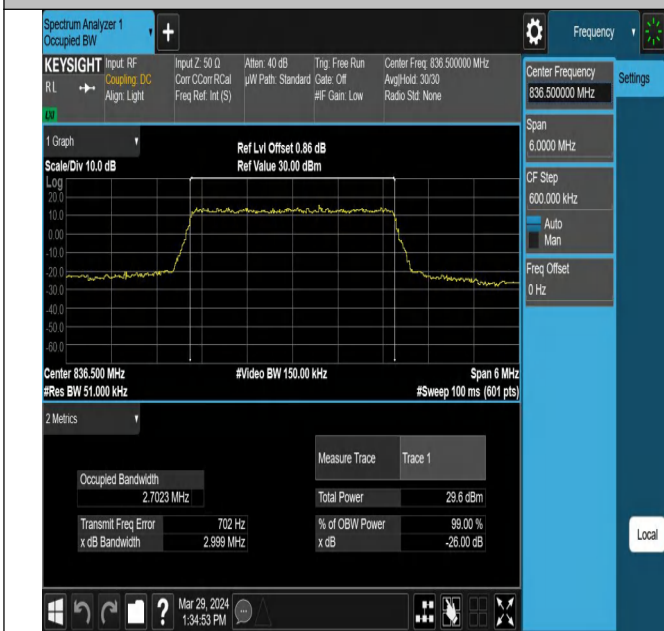 Spectrum Analyzer 1
Occupied BW
+
Frequency
KEYSIGHT
RL
LXI
Input: RF
Coupling: DC
Align: Light
Input Z: 50 Ω
Corr CCorr RCal
Freq Ref: Int (S)
Atten: 40 dB
µW Path: Standard
Trig: Free Run
Gate: Off
#IF Gain: Low
Center Freq: 836.500000 MHz
Avg|Hold: 30/30
Radio Std: None
1 Graph
Scale/Div 10.0 dB
Ref Lvl Offset 0.86 dB
Ref Value 30.00 dBm
Log
20.0
10.0
0.00
-10.0
-20.0
-30.0
-40.0
-50.0
-60.0
Center 836.500 MHz
#Video BW 150.00 kHz
Span 6 MHz
#Res BW 51.000 kHz
#Sweep 100 ms (601 pts)
2 Metrics
Measure Trace
Trace 1
Occupied Bandwidth
2.7023 MHz
Total Power
29.6 dBm
Transmit Freq Error
702 Hz
% of OBW Power
99.00 %
x dB Bandwidth
2.999 MHz
x dB
-26.00 dB
Center Frequency
836.500000 MHz
Settings
Span
6.0000 MHz
CF Step
600.000 kHz
Auto
Man
Freq Offset
0 Hz
Local
?
Mar 29, 2024
1:34:53 PM